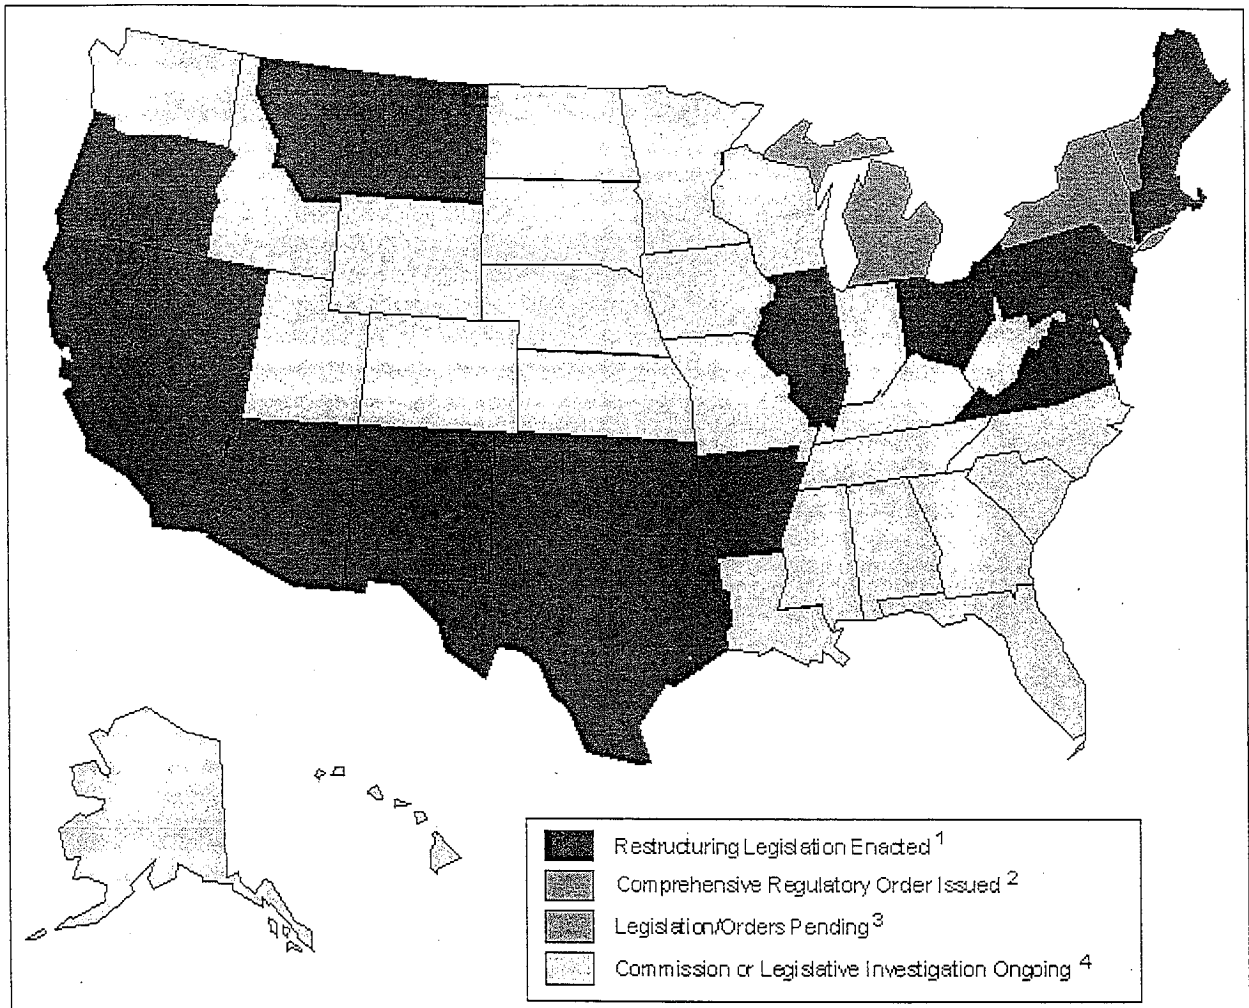 Restructuring Legislation Enacted 1
Comprehensive Regulatory Order Issued 2
Legislation/Orders Pending 3
Commission or Legislative Investigation Ongoing 4